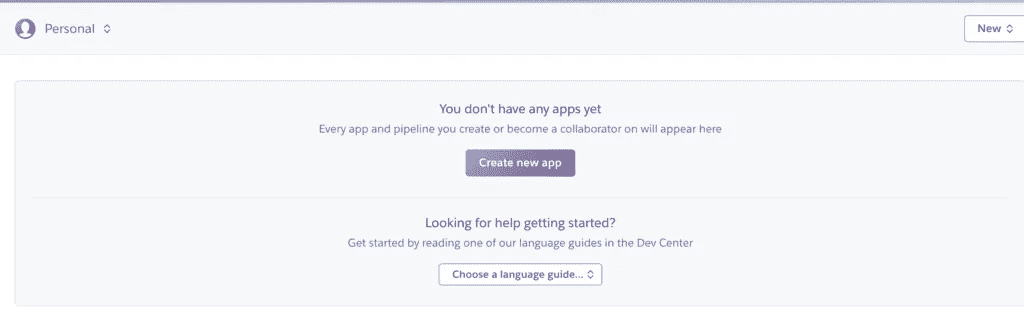 Personal
New
You don't have any apps yet
Every app and pipeline you create or become a collaborator on will appear here
Create new app
Looking for help getting started?
Get started by reading one of our language guides in the Dev Center
Choose a language guide...